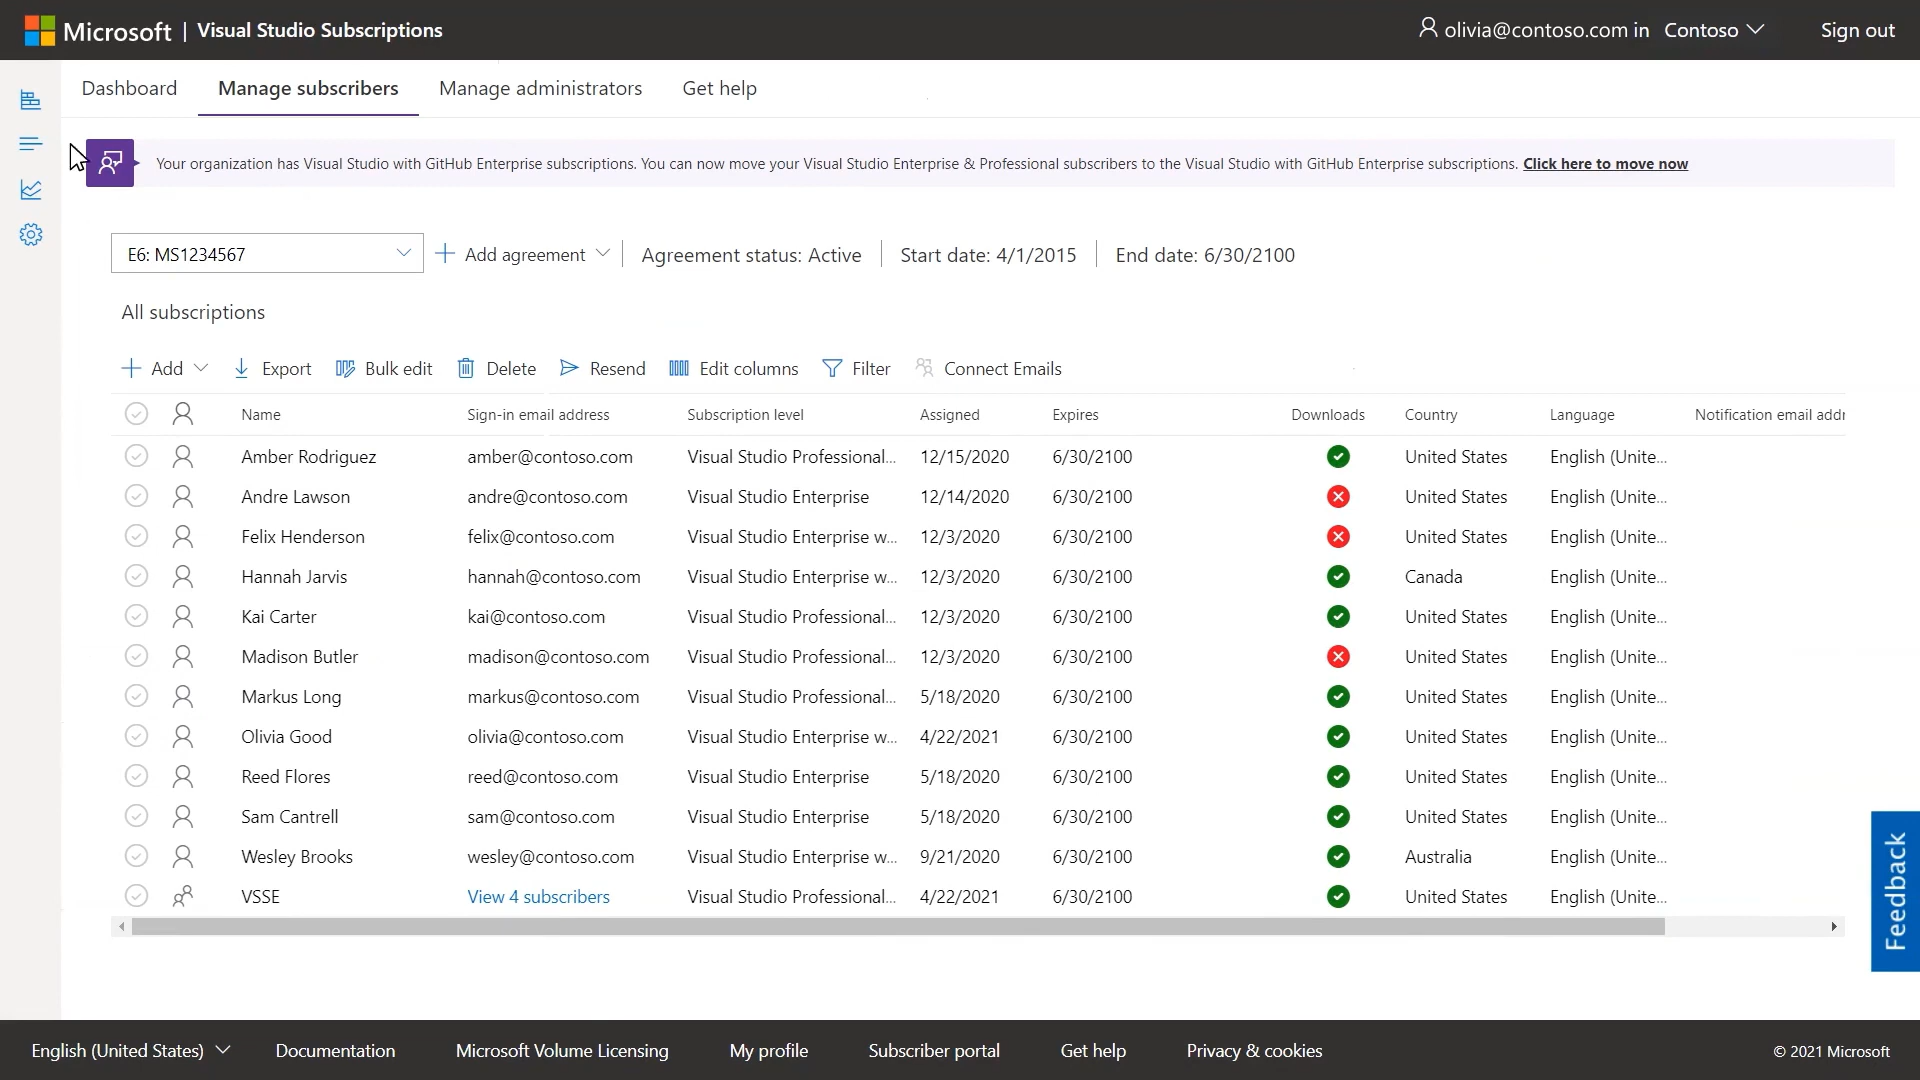 Microsoft | Visual Studio Subscriptions
olivia@contoso.com in Contoso
Sign out
Dashboard Manage subscribers Manage administrators Get help
Your organization has Visual Studio with GitHub Enterprise subscriptions. You can now move your Visual Studio Enterprise & Professional subscribers to the Visual Studio with GitHub Enterprise subscriptions. Click here to move now
E6: MS1234567 Add agreement Agreement status: Active Start date: 4/1/2015 End date: 6/30/2100
All subscriptions
Add Export Bulk edit Delete Resend Edit columns Filter Connect Emails
Name Sign-in email address Subscription level Assigned Expires Downloads Country Language Notification email addr
Amber Rodriguez amber@contoso.com Visual Studio Professional... 12/15/2020 6/30/2100 United States English (Unite...
Andre Lawson andre@contoso.com Visual Studio Enterprise 12/14/2020 6/30/2100 United States English (Unite...
Felix Henderson felix@contoso.com Visual Studio Enterprise w... 12/3/2020 6/30/2100 United States English (Unite...
Hannah Jarvis hannah@contoso.com Visual Studio Enterprise w... 12/3/2020 6/30/2100 Canada English (Unite...
Kai Carter kai@contoso.com Visual Studio Professional... 12/3/2020 6/30/2100 United States English (Unite...
Madison Butler madison@contoso.com Visual Studio Professional... 12/3/2020 6/30/2100 United States English (Unite...
Markus Long markus@contoso.com Visual Studio Professional... 5/18/2020 6/30/2100 United States English (Unite...
Olivia Good olivia@contoso.com Visual Studio Enterprise w... 4/22/2021 6/30/2100 United States English (Unite...
Reed Flores reed@contoso.com Visual Studio Enterprise 5/18/2020 6/30/2100 United States English (Unite...
Sam Cantrell sam@contoso.com Visual Studio Enterprise 5/18/2020 6/30/2100 United States English (Unite...
Wesley Brooks wesley@contoso.com Visual Studio Enterprise w... 9/21/2020 6/30/2100 Australia English (Unite...
VSSE View 4 subscribers Visual Studio Professional... 4/22/2021 6/30/2100 United States English (Unite...
Feedback
English (United States) Documentation Microsoft Volume Licensing My profile Subscriber portal Get help Privacy & cookies © 2021 Microsoft